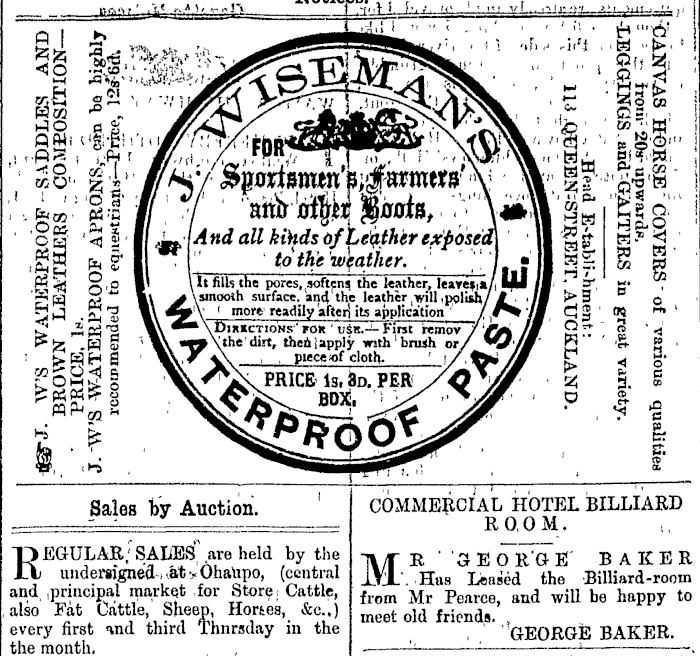 Notices.
J. W'S WATERPROOF SADDLES AND
BROWN LEATHERS COMPOSITION—
PRICE, 1s.
J. W'S WATERPROOF APRONS, can be highly
recommended to equestrians—Price, 12s 6d.
J. WISEMAN'S
FOR
Sportsmen's, Farmers'
and other Boots,
And all kinds of Leather exposed
to the weather.
It fills the pores, softens the leather, leaves a
smooth surface, and the leather will polish
more readily after its application
DIRECTIONS FOR USE.— First remov
the dirt, then apply with brush or
piece of cloth.
PRICE 1s. 3D. PER
BOX.
WATERPROOF PASTE.
CANVAS HORSE COVERS of various qualities
from 20s upwards.
LEGGINGS and GAITERS in great variety.
Head E-tabli-hment:
113 QUEEN-STREET, AUCKLAND.
Sales by Auction.
REGULAR SALES are held by the
undersigned at Ohaupo, (central
and principal market for Store Cattle,
also Fat Cattle, Sheep, Horses, &c.,)
every first and third Thursday in the
the month.
COMMERCIAL HOTEL BILLIARD
ROOM.
MR GEORGE BAKER
Has Leased the Billiard-room
from Mr Pearce, and will be happy to
meet old friends.
GEORGE BAKER.